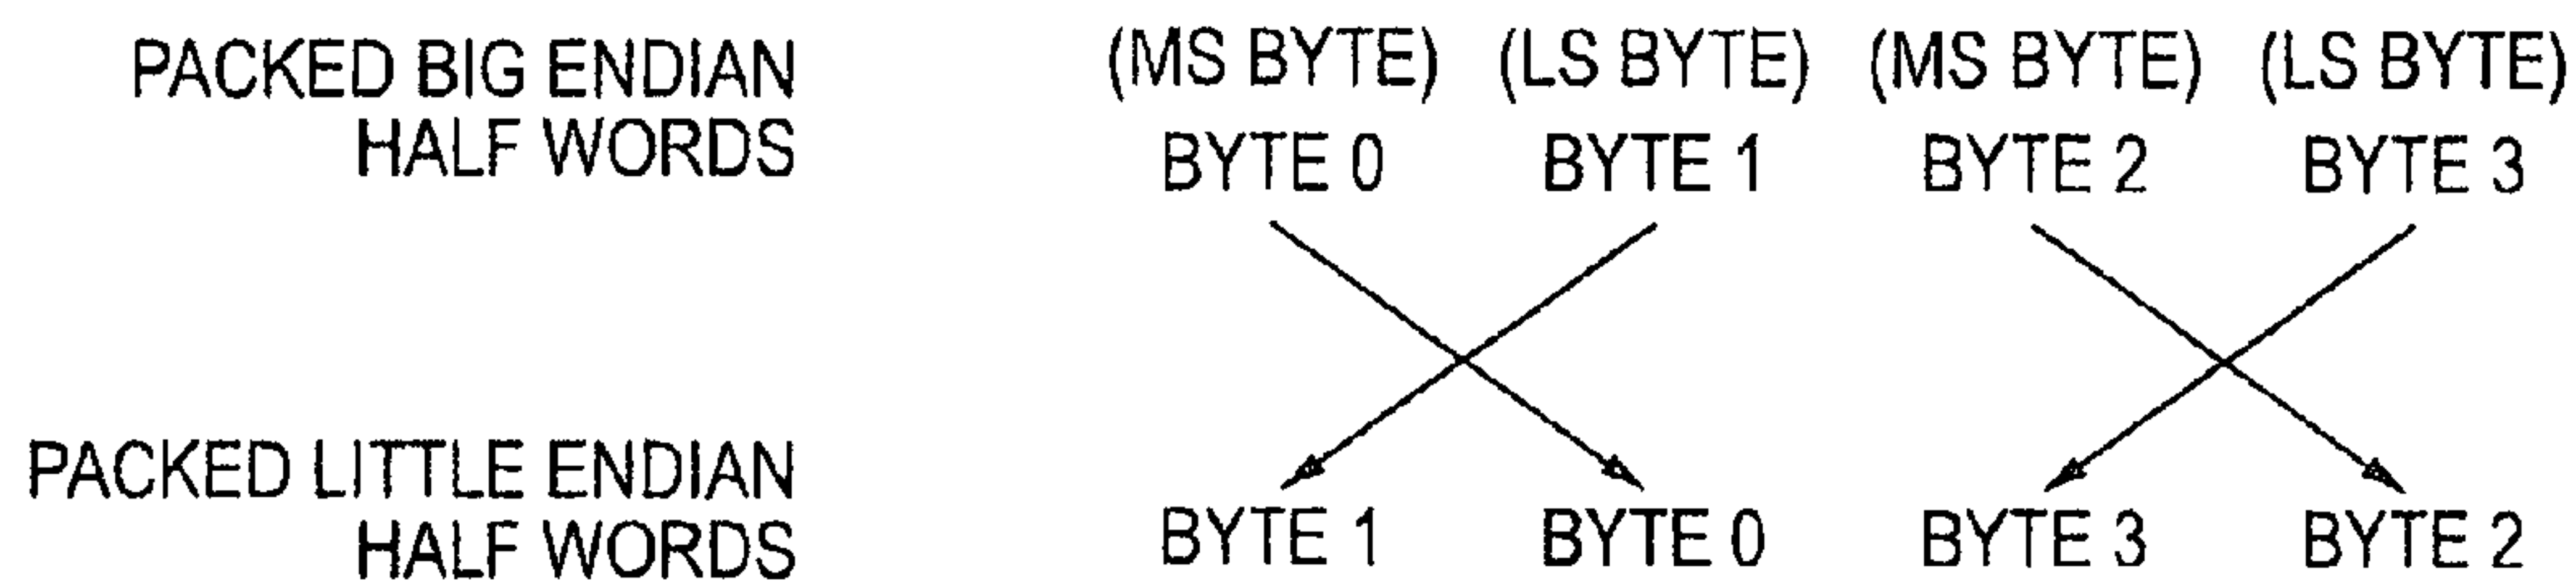 PACKED BIG ENDIAN HALF WORDS
(MS BYTE) (LS BYTE) (MS BYTE) (LS BYTE)
BYTE 0 BYTE 1 BYTE 2 BYTE 3
PACKED LITTLE ENDIAN HALF WORDS
BYTE 1 BYTE 0 BYTE 3 BYTE 2